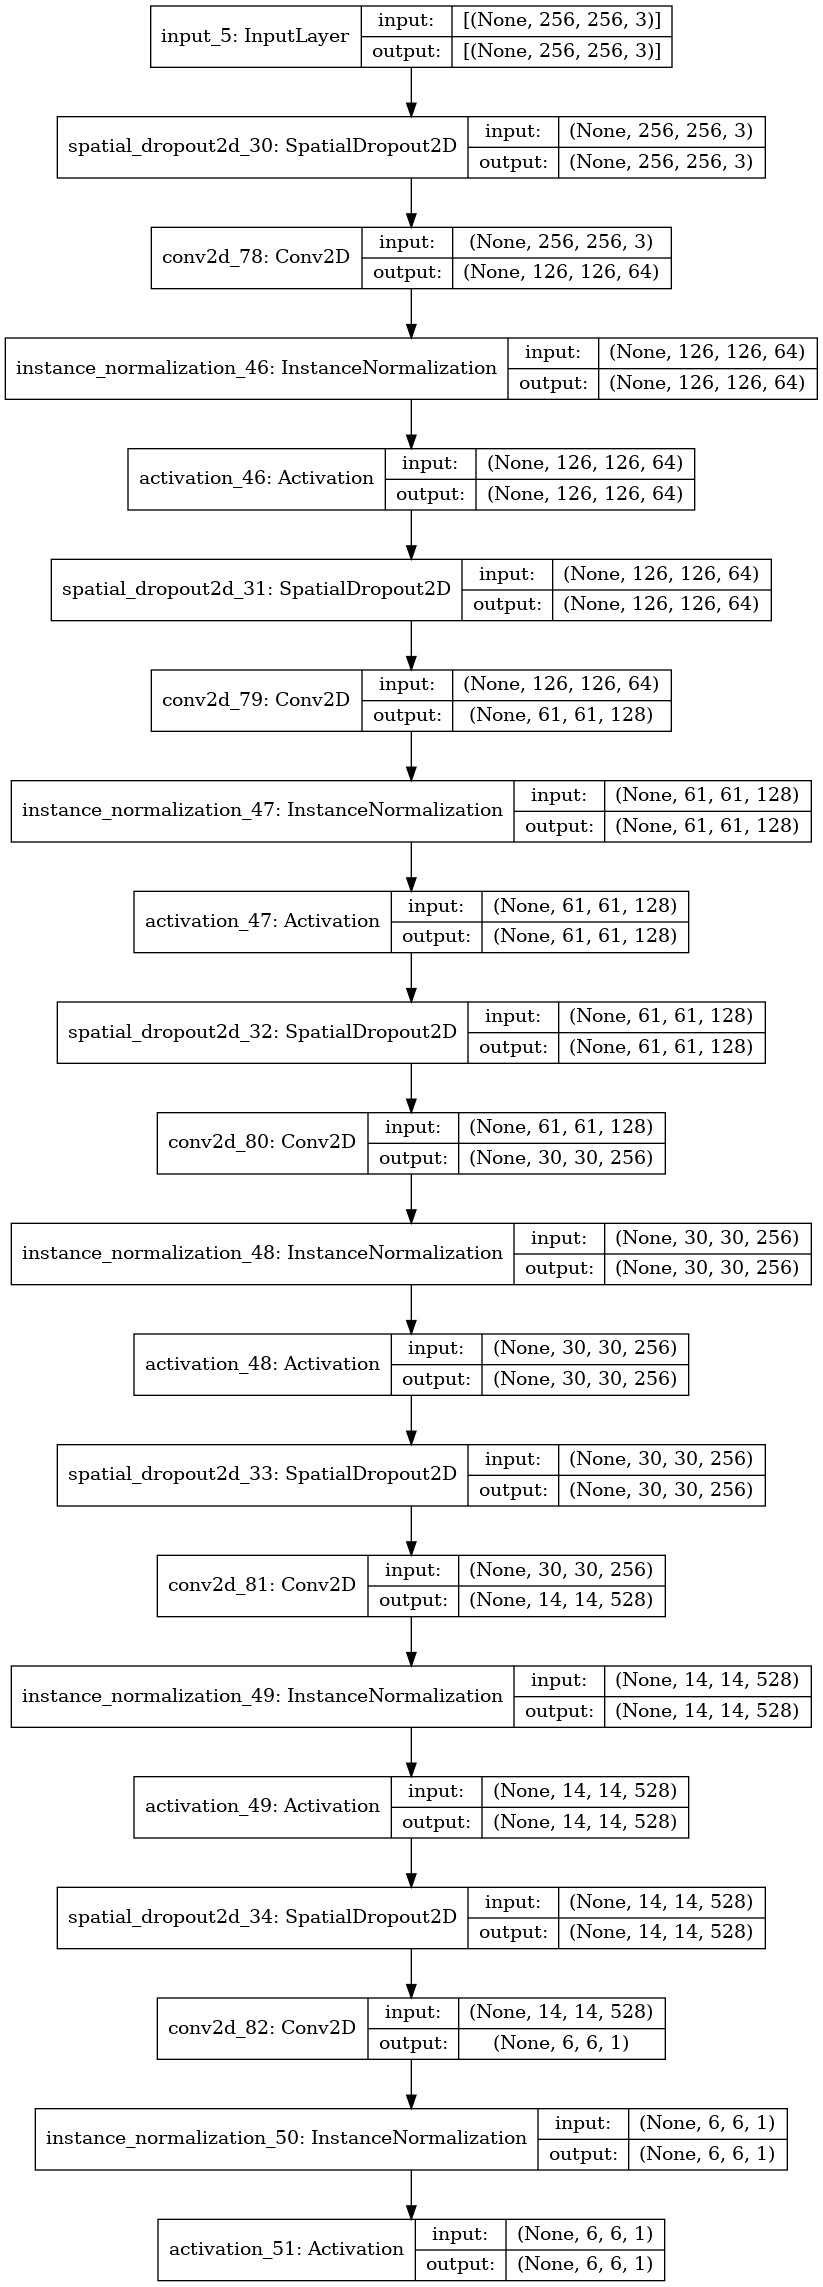 input_5: InputLayer
input: [(None, 256, 256, 3)]
output: [(None, 256, 256, 3)]
spatial_dropout2d_30: SpatialDropout2D
input: (None, 256, 256, 3)
output: (None, 256, 256, 3)
conv2d_78: Conv2D
input: (None, 256, 256, 3)
output: (None, 126, 126, 64)
instance_normalization_46: InstanceNormalization
input: (None, 126, 126, 64)
output: (None, 126, 126, 64)
activation_46: Activation
input: (None, 126, 126, 64)
output: (None, 126, 126, 64)
spatial_dropout2d_31: SpatialDropout2D
input: (None, 126, 126, 64)
output: (None, 126, 126, 64)
conv2d_79: Conv2D
input: (None, 126, 126, 64)
output: (None, 61, 61, 128)
instance_normalization_47: InstanceNormalization
input: (None, 61, 61, 128)
output: (None, 61, 61, 128)
activation_47: Activation
input: (None, 61, 61, 128)
output: (None, 61, 61, 128)
spatial_dropout2d_32: SpatialDropout2D
input: (None, 61, 61, 128)
output: (None, 61, 61, 128)
conv2d_80: Conv2D
input: (None, 61, 61, 128)
output: (None, 30, 30, 256)
instance_normalization_48: InstanceNormalization
input: (None, 30, 30, 256)
output: (None, 30, 30, 256)
activation_48: Activation
input: (None, 30, 30, 256)
output: (None, 30, 30, 256)
spatial_dropout2d_33: SpatialDropout2D
input: (None, 30, 30, 256)
output: (None, 30, 30, 256)
conv2d_81: Conv2D
input: (None, 30, 30, 256)
output: (None, 14, 14, 528)
instance_normalization_49: InstanceNormalization
input: (None, 14, 14, 528)
output: (None, 14, 14, 528)
activation_49: Activation
input: (None, 14, 14, 528)
output: (None, 14, 14, 528)
spatial_dropout2d_34: SpatialDropout2D
input: (None, 14, 14, 528)
output: (None, 14, 14, 528)
conv2d_82: Conv2D
input: (None, 14, 14, 528)
output: (None, 6, 6, 1)
instance_normalization_50: InstanceNormalization
input: (None, 6, 6, 1)
output: (None, 6, 6, 1)
activation_51: Activation
input: (None, 6, 6, 1)
output: (None, 6, 6, 1)